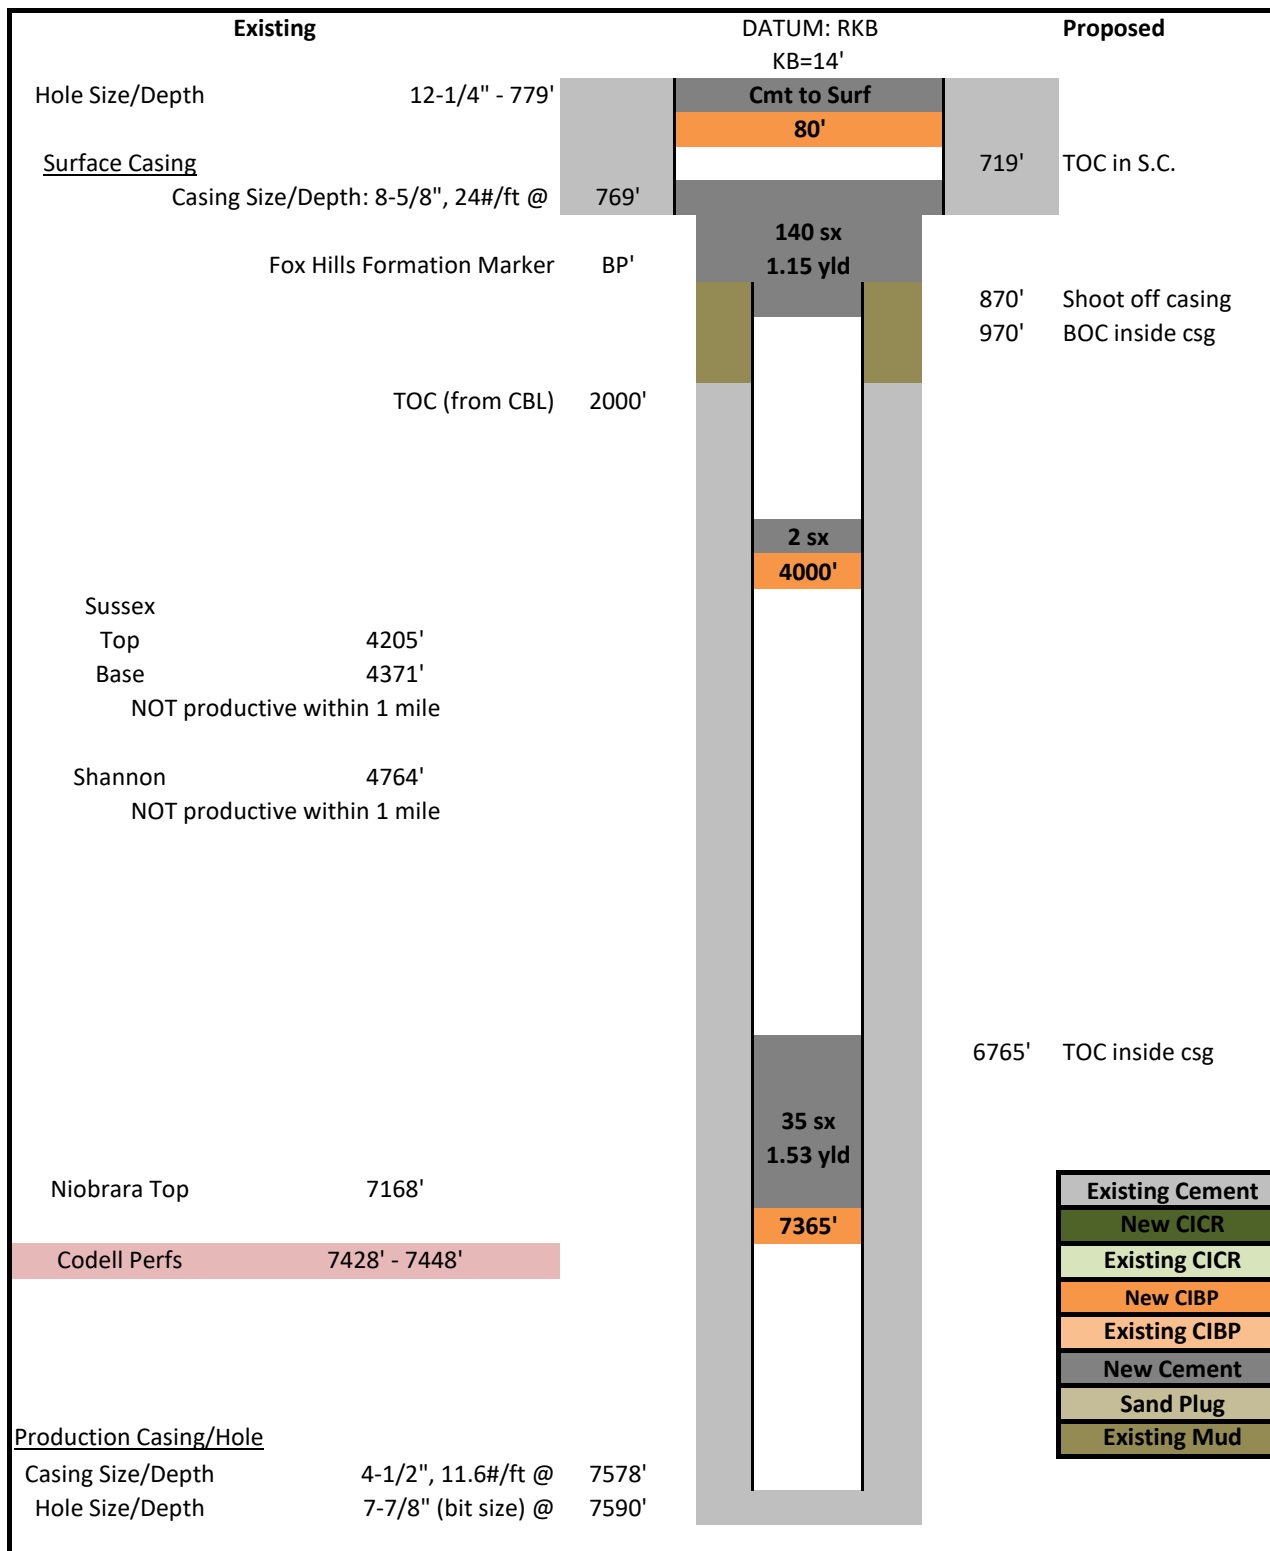 Existing DATUM: RKB Proposed
KB=14'
Hole Size/Depth 12-1/4" - 779' Cmt to Surf
80'
Surface Casing 719' TOC in S.C.
Casing Size/Depth: 8-5/8", 24#/ft @ 769'
140 sx
Fox Hills Formation Marker BP' 1.15 yld
870' Shoot off casing
970' BOC inside csg
TOC (from CBL) 2000'
2 sx
4000'
Sussex
Top 4205'
Base 4371'
NOT productive within 1 mile
Shannon 4764'
NOT productive within 1 mile
6765' TOC inside csg
35 sx
1.53 yld
Niobrara Top 7168' Existing Cement
7365' New CICR
Codell Perfs 7428' - 7448' Existing CICR
New CIBP
Existing CIBP
New Cement
Sand Plug
Production Casing/Hole Existing Mud
Casing Size/Depth 4-1/2", 11.6#/ft @ 7578'
Hole Size/Depth 7-7/8" (bit size) @ 7590'